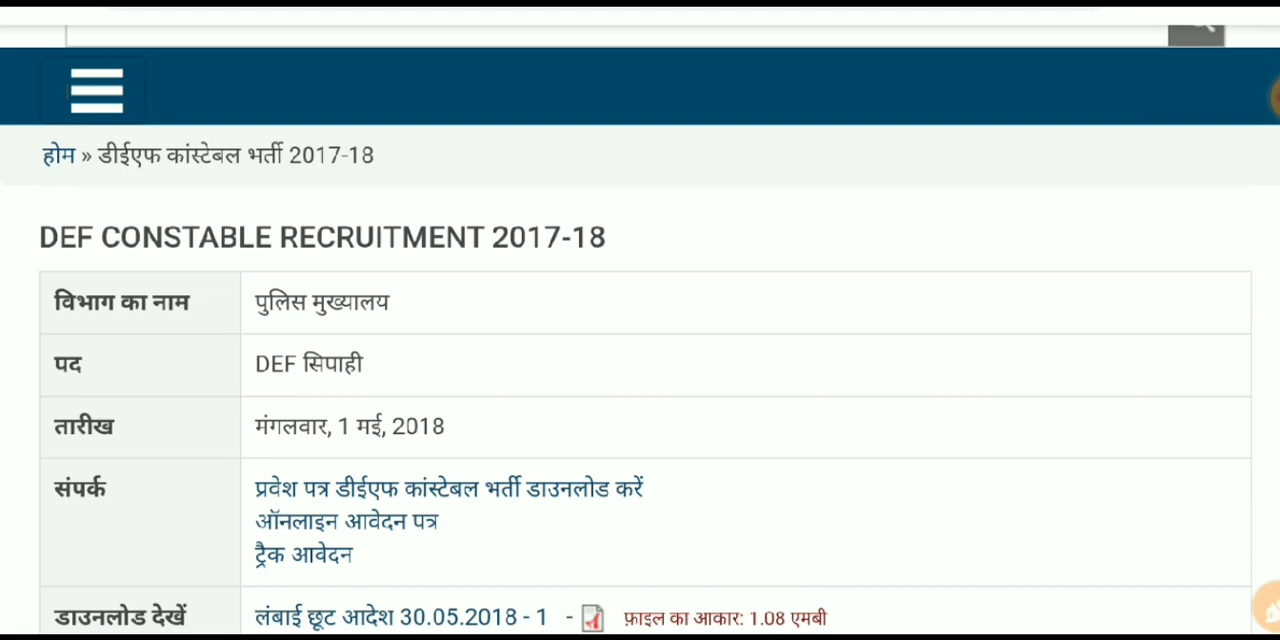 होम » डीईएफ कांस्टेबल भर्ती 2017-18
DEF CONSTABLE RECRUITMENT 2017-18
विभाग का नाम पुलिस मुख्यालय
पद DEF सिपाही
तारीख मंगलवार, 1 मई, 2018
संपर्क प्रवेश पत्र डीईएफ कांस्टेबल भर्ती डाउनलोड करें
ऑनलाइन आवेदन पत्र
ट्रैक आवेदन
डाउनलोड देखें लंबाई छूट आदेश 30.05.2018 - 1 - फ़ाइल का आकार: 1.08 एमबी